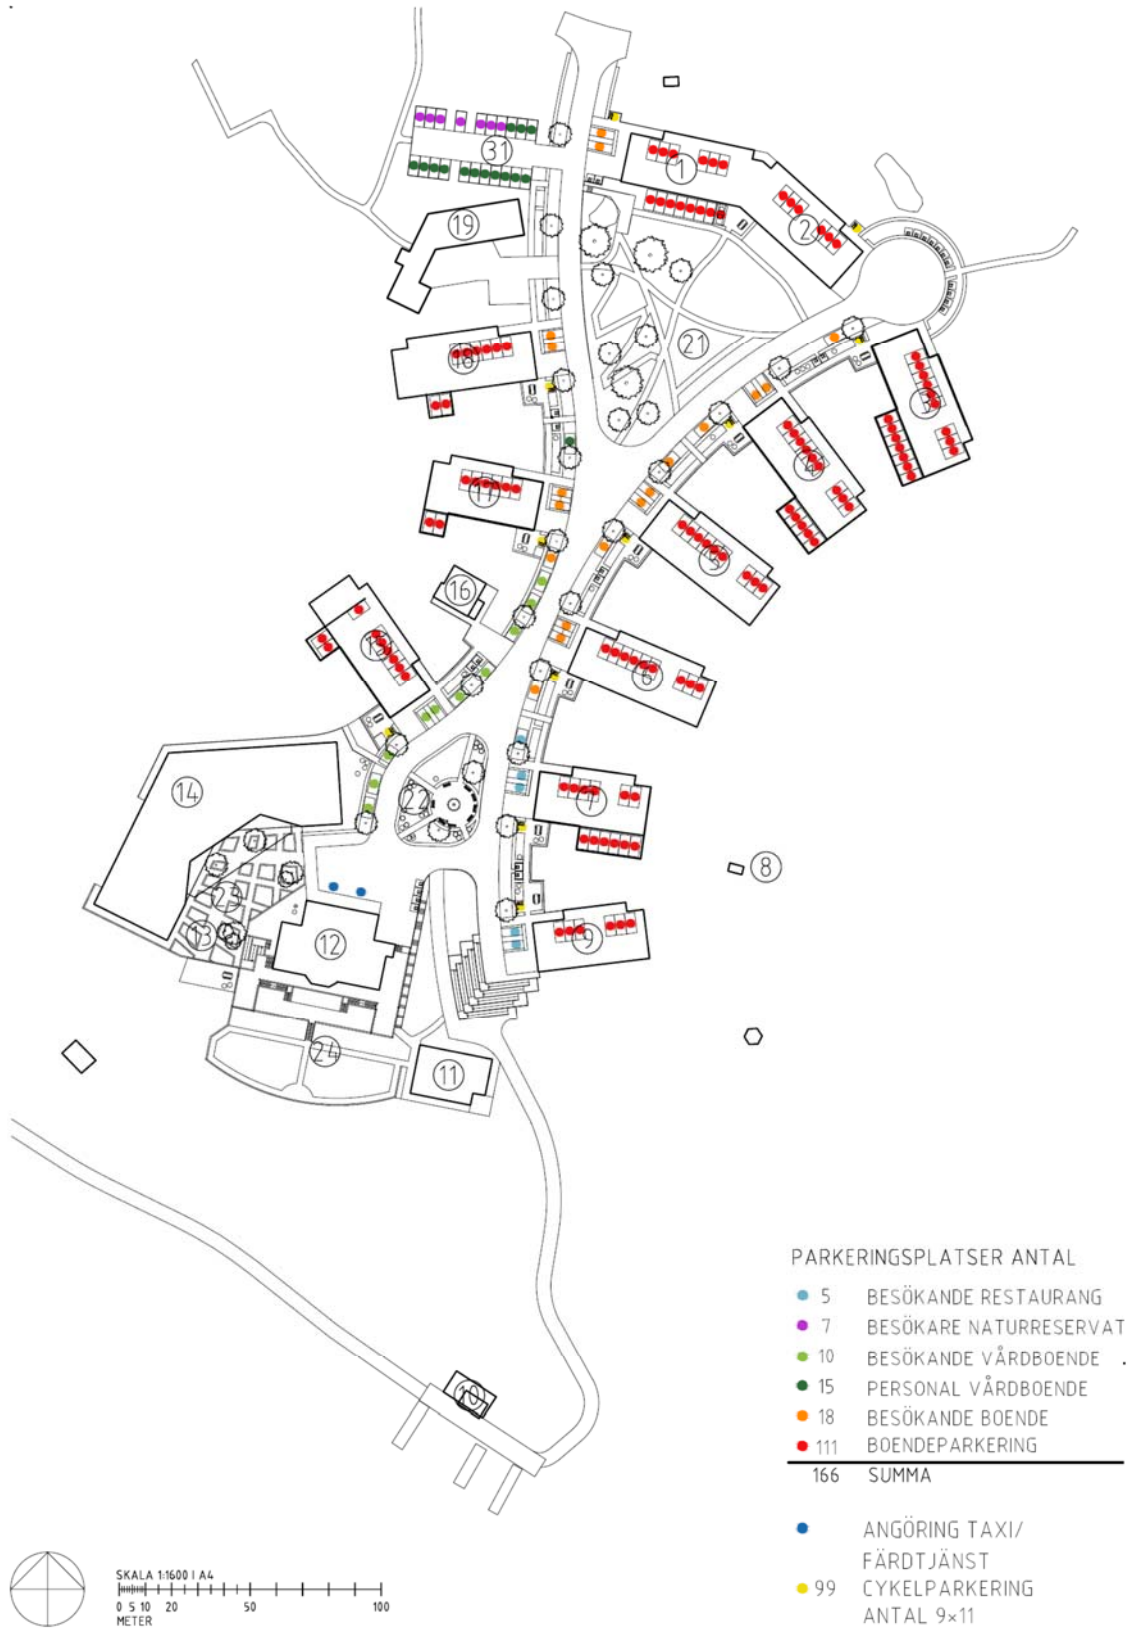 31
1
2
19
21
18
3
4
17
5
16
15
6
14
22
7
8
23
13
12
9
24
11
10
PARKERINGSPLATSER ANTAL
5 BESÖKANDE RESTAURANG
7 BESÖKARE NATURRESERVAT
10 BESÖKANDE VÅRDBOENDE
15 PERSONAL VÅRDBOENDE
18 BESÖKANDE BOENDE
111 BOENDEPARKERING
166 SUMMA
ANGÖRING TAXI/
FÄRDTJÄNST
99 CYKELPARKERING
ANTAL 9×11
SKALA 1:1600 I A4
0 5 10 20 50 100
METER